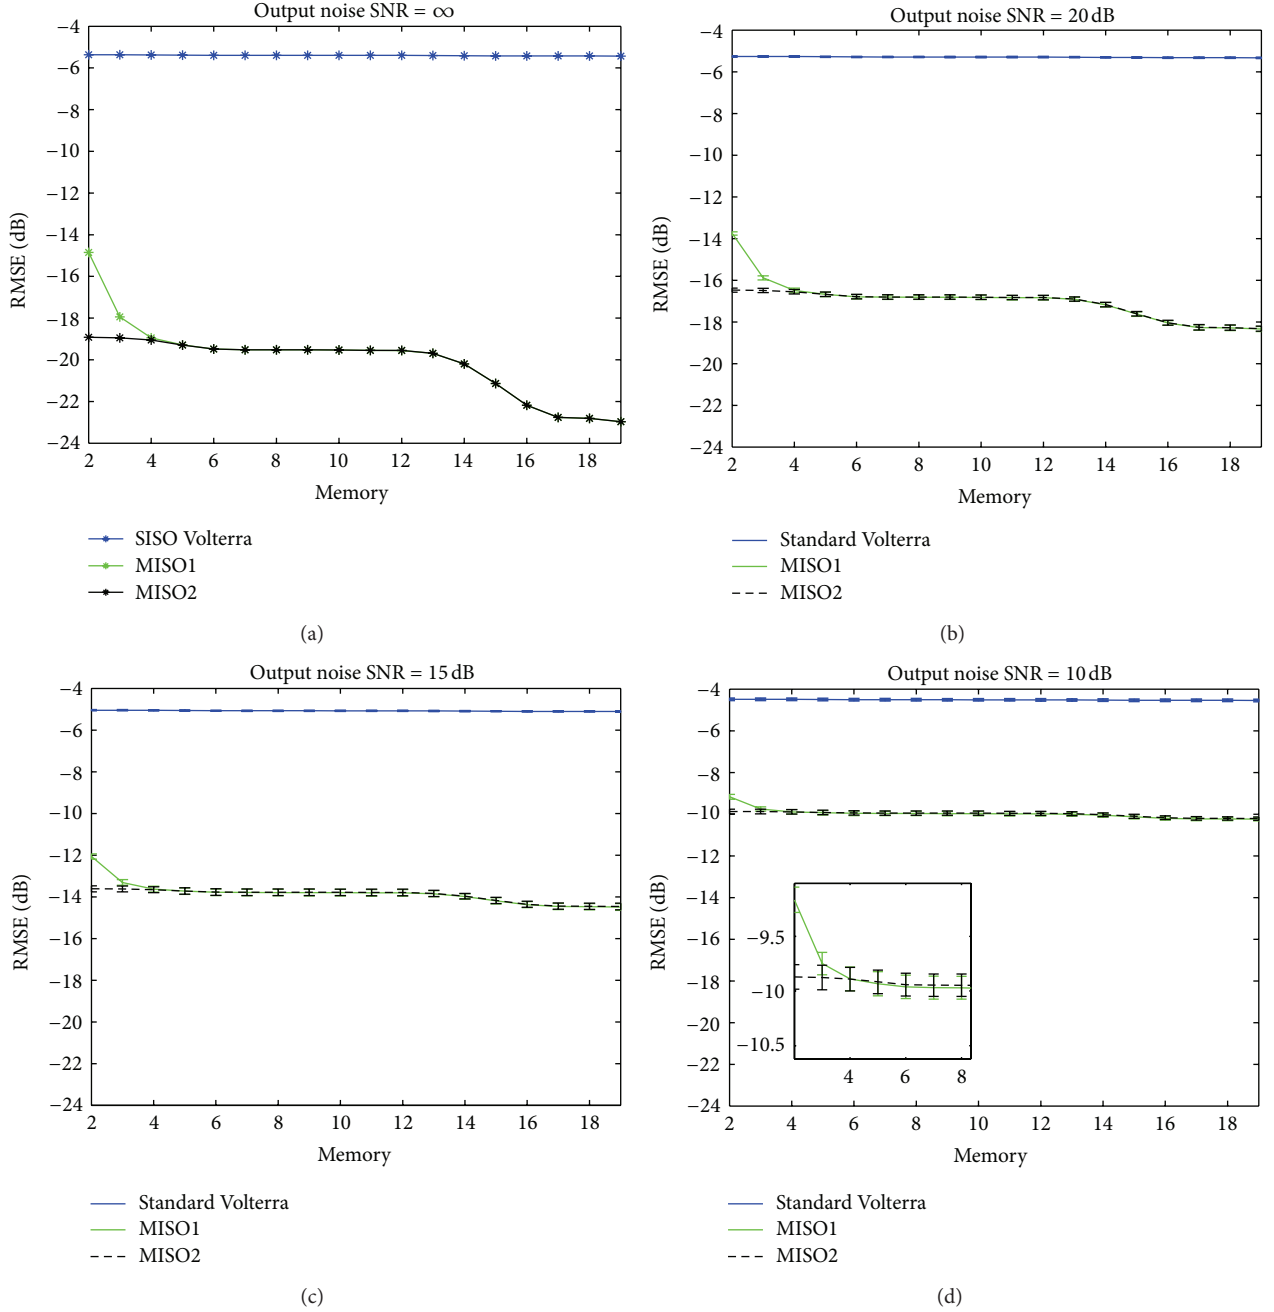 Output noise SNR = ∞
−4
−6
−8
−10
−12
−14
−16
−18
−20
−22
−24
RMSE (dB)
2 4 6 8 10 12 14 16 18
Memory
SISO Volterra
MISO1
MISO2
(a)
Output noise SNR = 20 dB
−4
−6
−8
−10
−12
−14
−16
−18
−20
−22
−24
RMSE (dB)
2 4 6 8 10 12 14 16 18
Memory
Standard Volterra
MISO1
MISO2
(b)
Output noise SNR = 15 dB
−4
−6
−8
−10
−12
−14
−16
−18
−20
−22
−24
RMSE (dB)
2 4 6 8 10 12 14 16 18
Memory
Standard Volterra
MISO1
MISO2
(c)
Output noise SNR = 10 dB
−4
−6
−8
−10
−12
−14
−16
−18
−20
−22
−24
RMSE (dB)
−9.5
−10
−10.5
4 6 8
2 4 6 8 10 12 14 16 18
Memory
Standard Volterra
MISO1
MISO2
(d)